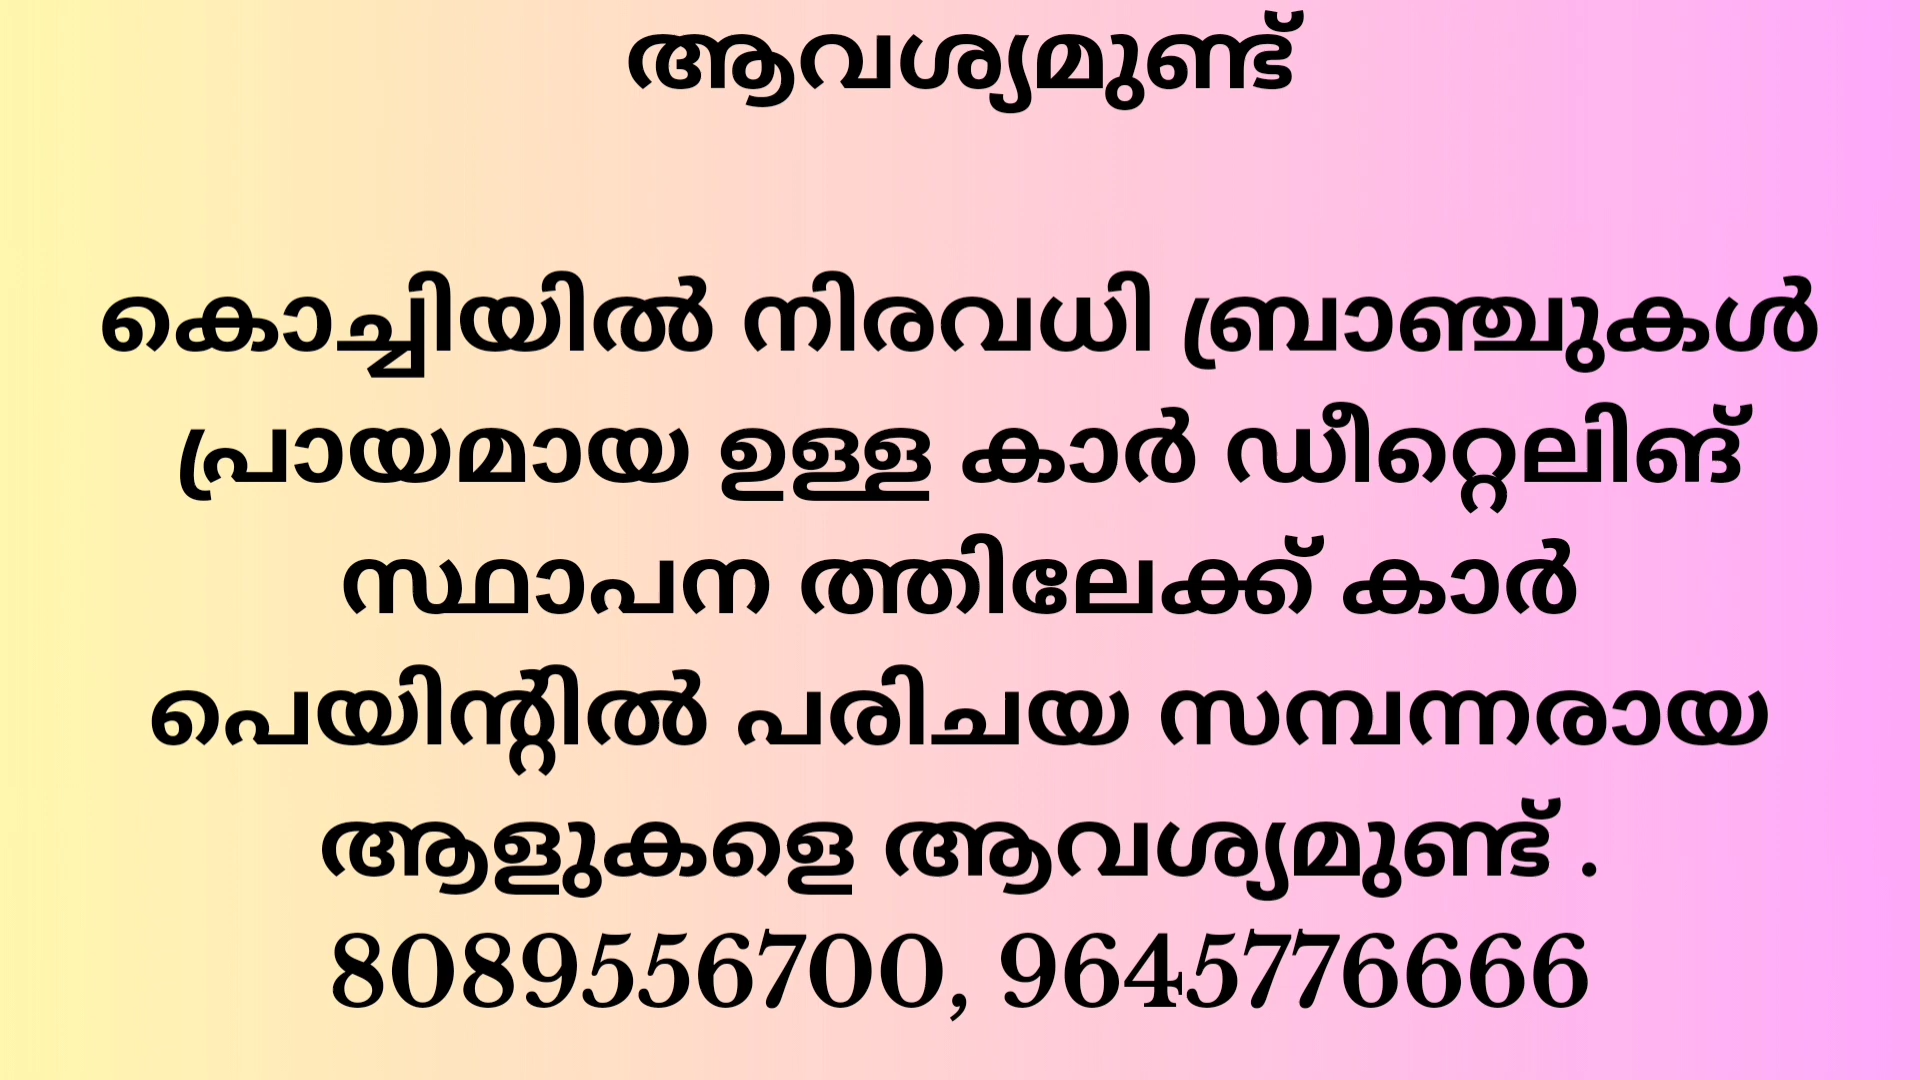 ആവശ്യമുണ്ട്
കൊച്ചിയിൽ നിരവധി ബ്രാഞ്ചുകൾ
പ്രായമായ ഉള്ള കാർ ഡീറ്റെലിങ്
സ്ഥാപന ത്തിലേക്ക് കാർ
പെയിന്റിൽ പരിചയ സമ്പന്നരായ
ആളുകളെ ആവശ്യമുണ്ട് .
8089556700, 9645776666